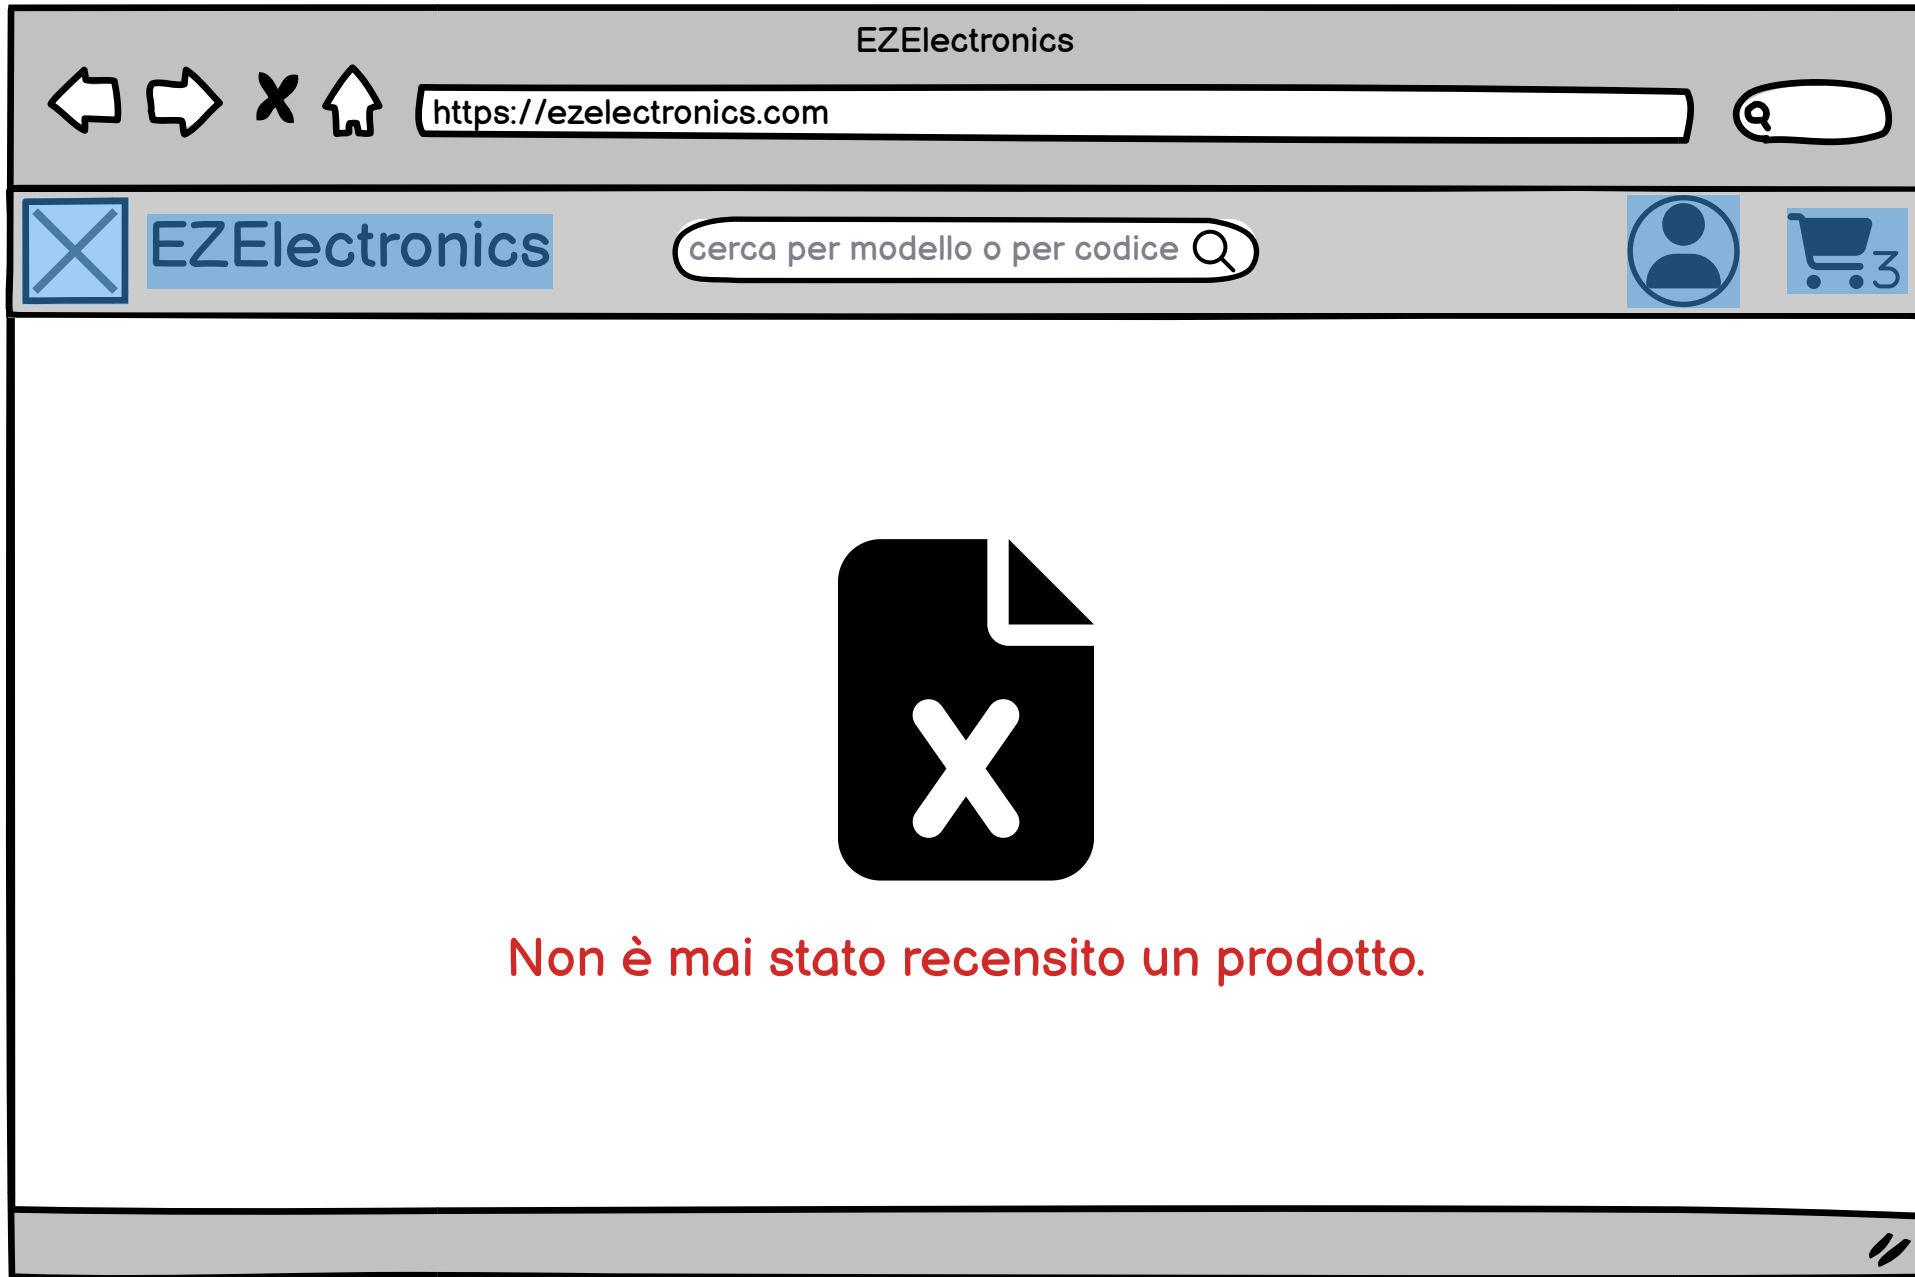 EZElectronics
https://ezelectronics.com
EZElectronics
cerca per modello o per codice
3
Non è mai stato recensito un prodotto.